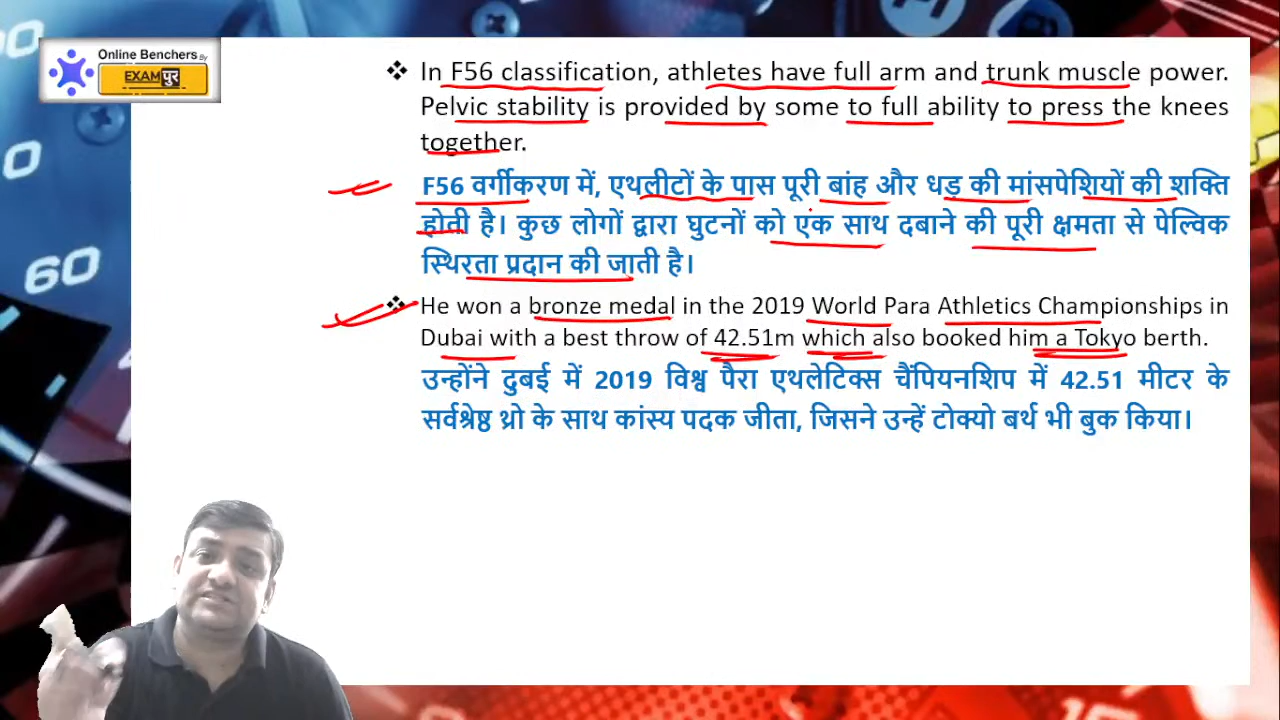 Online Benchers By
EXAM पुर
❖ In F56 classification, athletes have full arm and trunk muscle power.
Pelvic stability is provided by some to full ability to press the knees
together.
F56 वर्गीकरण में, एथलीटों के पास पूरी बांह और धड़ की मांसपेशियों की शक्ति
होती है। कुछ लोगों द्वारा घुटनों को एक साथ दबाने की पूरी क्षमता से पेल्विक
स्थिरता प्रदान की जाती है।
❖ He won a bronze medal in the 2019 World Para Athletics Championships in
Dubai with a best throw of 42.51m which also booked him a Tokyo berth.
उन्होंने दुबई में 2019 विश्व पैरा एथलेटिक्स चैंपियनशिप में 42.51 मीटर के
सर्वश्रेष्ठ थ्रो के साथ कांस्य पदक जीता, जिसने उन्हें टोक्यो बर्थ भी बुक किया।
60